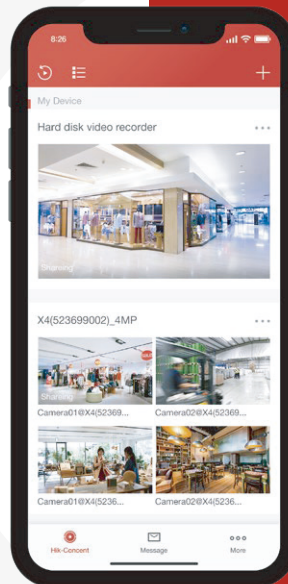 8:26
My Device
Hard disk video recorder
Sharing
X4(523699002)_4MP
Sharing
Camera01@X4(52369...
Camera02@X4(52369...
Camera01@X4(5236...
Camera02@X4(5236...
Hik-Concent
Message
More